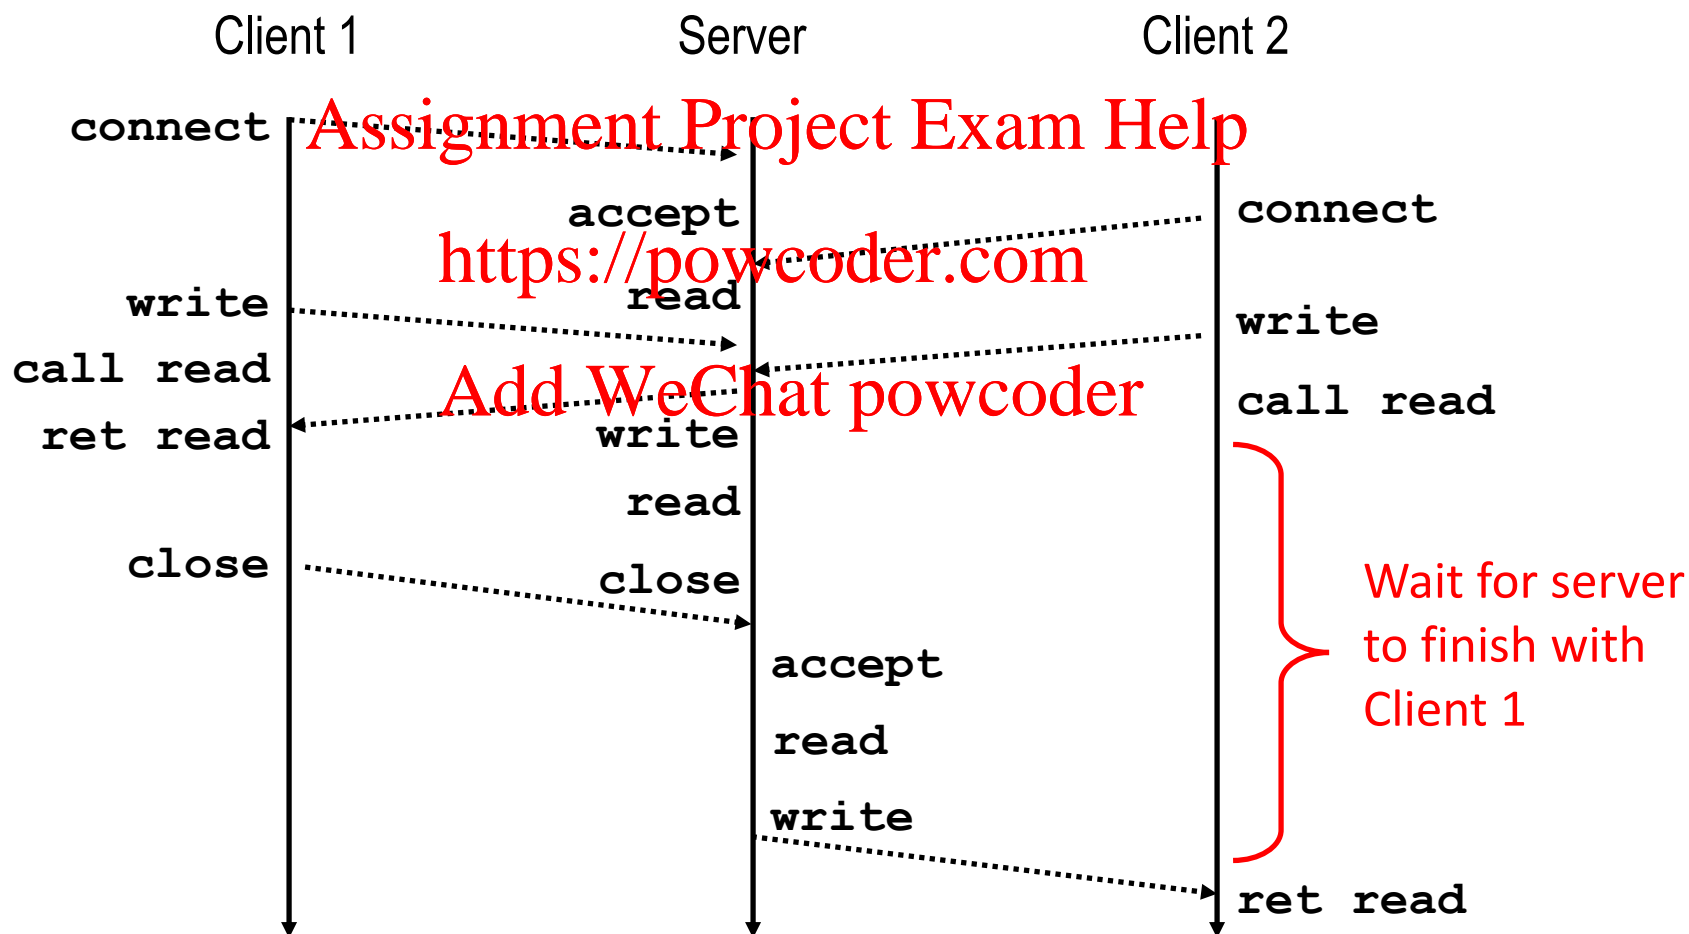 Client 1 Server Client 2
connect Assignment Project Exam Help
accept connect
https://powcoder.com
write read write
call read Add WeChat powcoder call read
ret read write
read
close close Wait for server
to finish with
accept
Client 1
read
write
ret read